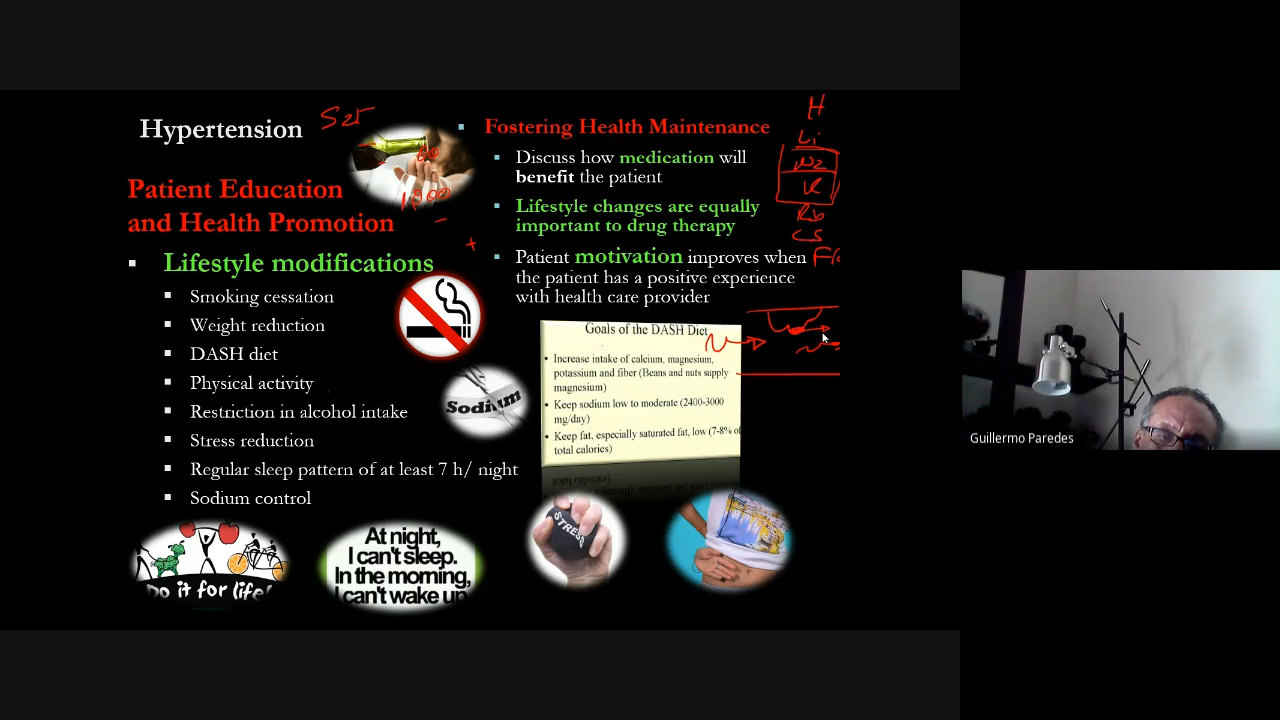 Hypertension
Patient Education
and Health Promotion
Lifestyle modifications
Smoking cessation
Weight reduction
DASH diet
Physical activity
Restriction in alcohol intake
Stress reduction
Regular sleep pattern of at least 7 h/ night
Sodium control
Fostering Health Maintenance
Discuss how medication will
benefit the patient
Lifestyle changes are equally
important to drug therapy
Patient motivation improves when
the patient has a positive experience
with health care provider
Sodium
Goals of the DASH Diet
Increase intake of calcium, magnesium,
potassium and fiber (Beans and nuts supply
magnesium)
Keep sodium low to moderate (2400-3000
mg/day)
Keep fat, especially saturated fat, low (7-8% of
total calories)
Do it for life!
At night,
I can't sleep.
In the morning,
I can't wake up
STRESS
H
Li
K
Rb
Cs
Guillermo Paredes